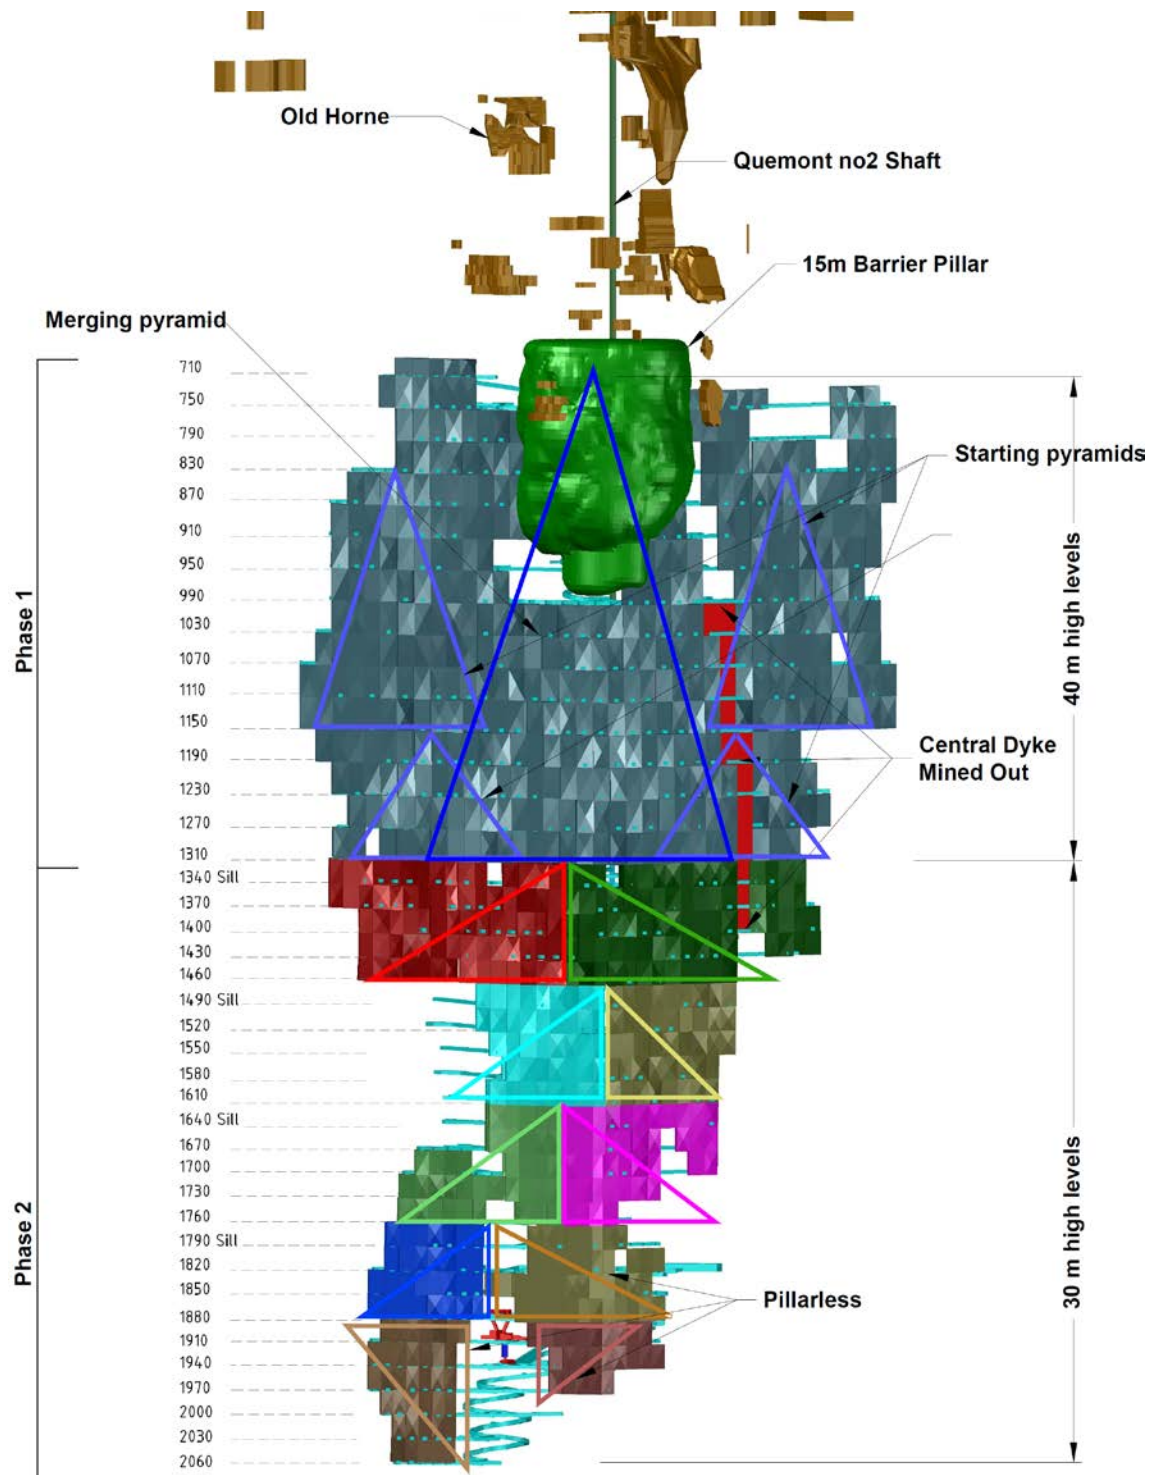 Old Horne
Quemont no2 Shaft
15m Barrier Pillar
Merging pyramid
Starting pyramids
Central Dyke
Mined Out
Pillarless
Phase 1
Phase 2
40 m high levels
30 m high levels
710
750
790
830
870
910
950
990
1030
1070
1110
1150
1190
1230
1270
1310
1340 Sill
1370
1400
1430
1460
1490 Sill
1520
1550
1580
1610
1640 Sill
1670
1700
1730
1760
1790 Sill
1820
1850
1880
1910
1940
1970
2000
2030
2060